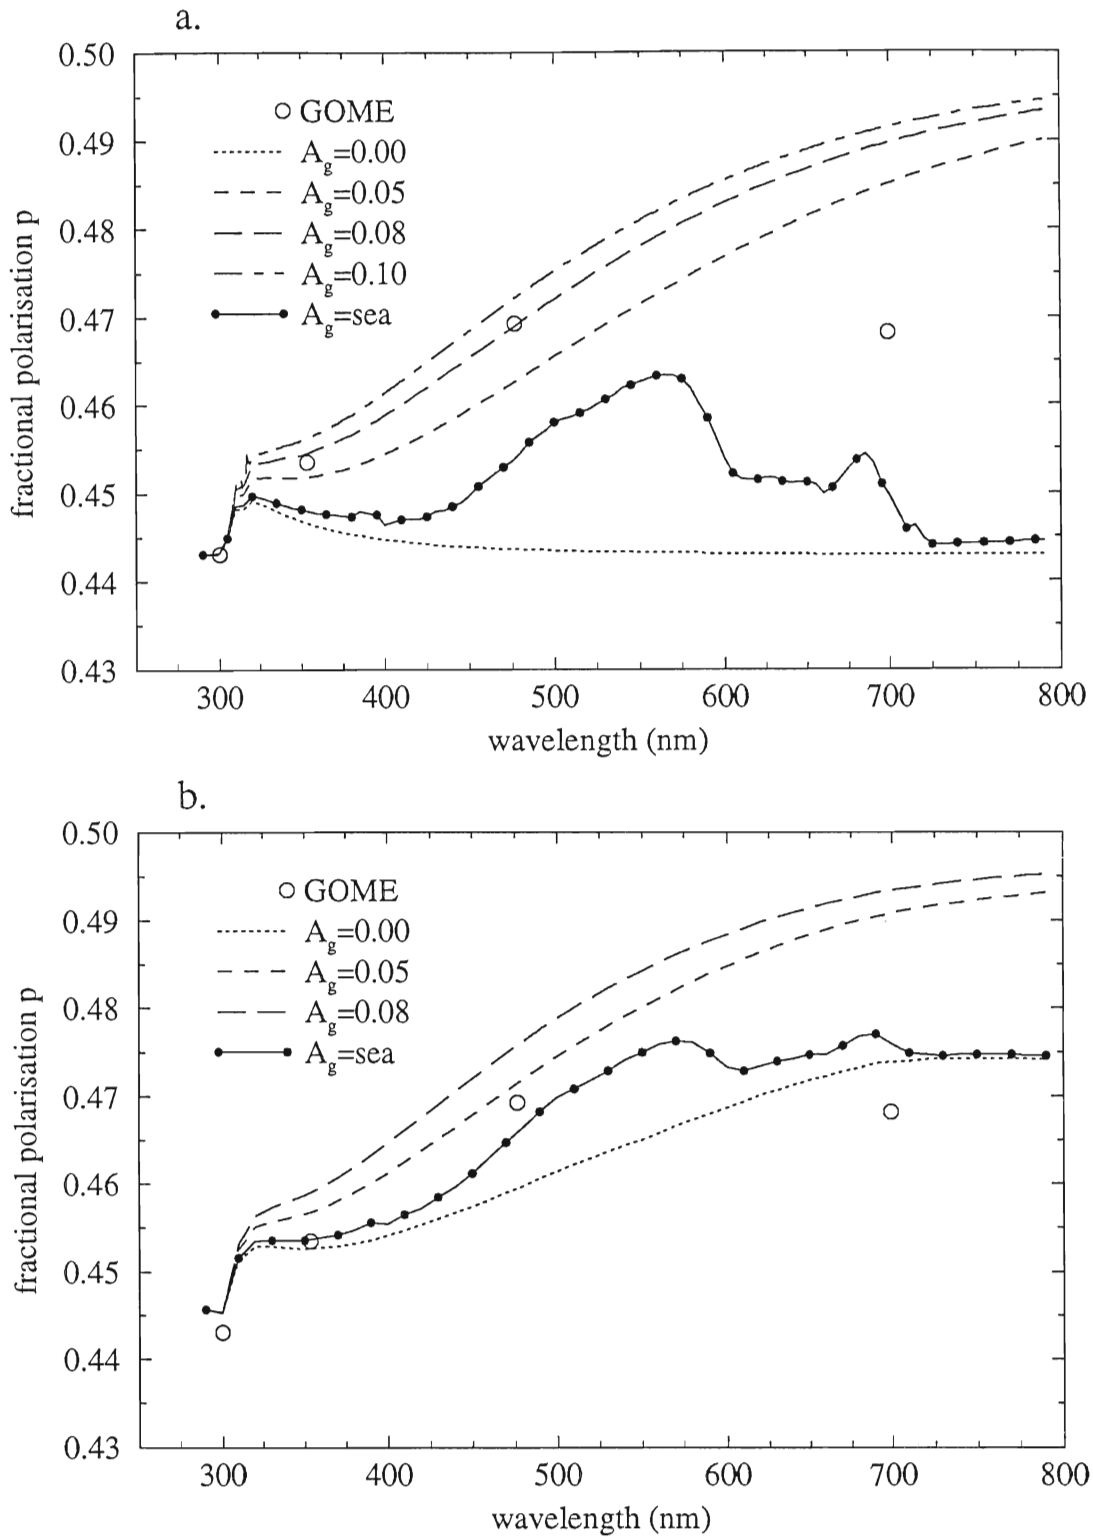 a.
0.50
0.49
0.48
0.47
0.46
0.45
0.44
0.43
fractional polarisation p
GOME
A_g=0.00
A_g=0.05
A_g=0.08
A_g=0.10
A_g=sea
300 400 500 600 700 800
wavelength (nm)
b.
0.50
0.49
0.48
0.47
0.46
0.45
0.44
0.43
fractional polarisation p
GOME
A_g=0.00
A_g=0.05
A_g=0.08
A_g=sea
300 400 500 600 700 800
wavelength (nm)